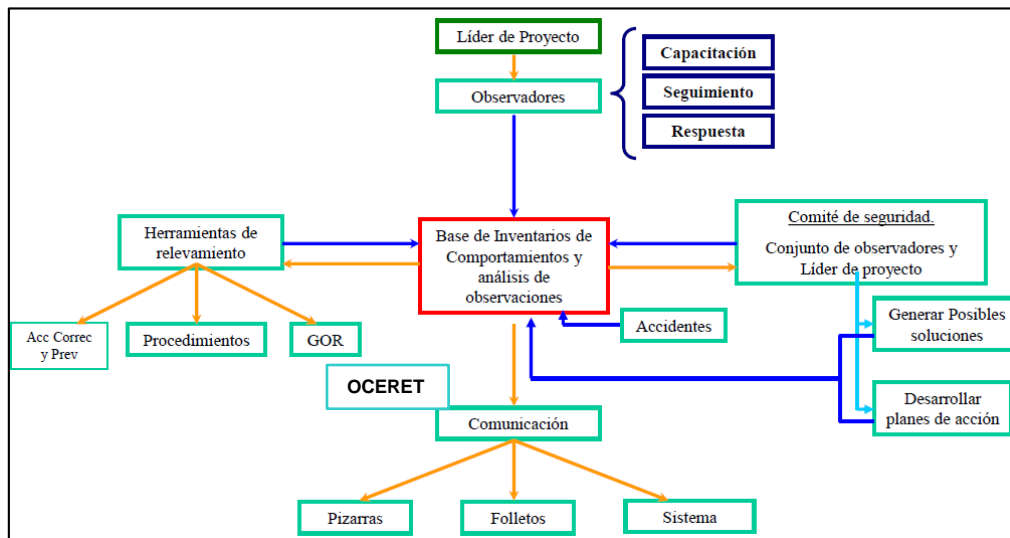 Líder de Proyecto
Observadores
Capacitación
Seguimiento
Respuesta
Herramientas de
relevamiento
Base de Inventarios de
Comportamientos y
análisis de
observaciones
Comité de seguridad.
Conjunto de observadores y
Líder de proyecto
Acc Correc
y Prev
Procedimientos
GOR
Accidentes
Generar Posibles
soluciones
OCERET
Desarrollar
planes de acción
Comunicación
Pizarras
Folletos
Sistema